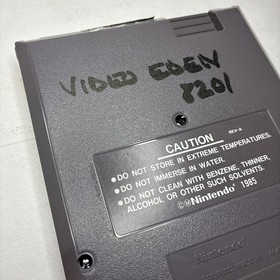 VIDEO EDEN
8201
REV-A
CAUTION
•DO NOT STORE IN EXTREME TEMPERATURES.
•DO NOT IMMERSE IN WATER.
•DO NOT CLEAN WITH BENZENE, THINNER,
ALCOHOL OR OTHER SUCH SOLVENTS.
©Ⓜ Nintendo® 1985
Nintendo